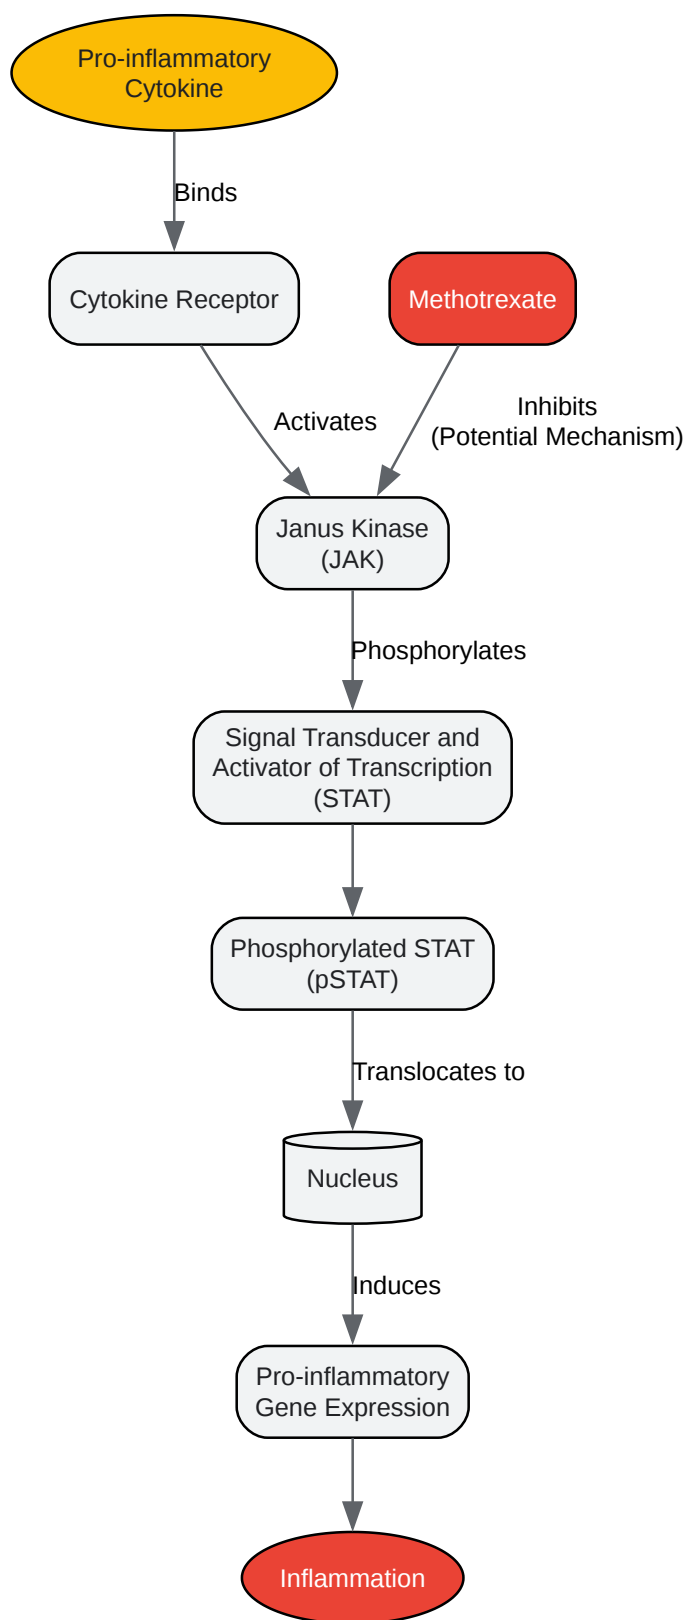 Pro-inflammatory
Cytokine
Binds
Cytokine Receptor
Methotrexate
Activates
Inhibits
(Potential Mechanism)
Janus Kinase
(JAK)
Phosphorylates
Signal Transducer and
Activator of Transcription
(STAT)
Phosphorylated STAT
(pSTAT)
Translocates to
Nucleus
Induces
Pro-inflammatory
Gene Expression
Inflammation